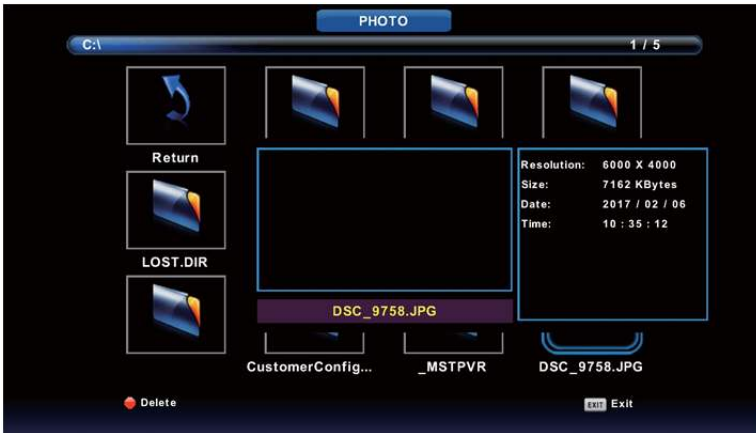 PHOTO
C:\
1 / 5
Return
Resolution: 6000 X 4000
Size: 7162 KBytes
Date: 2017 / 02 / 06
Time: 10 : 35 : 12
LOST.DIR
DSC_9758.JPG
CustomerConfig...
_MSTPVR
DSC_9758.JPG
Delete
EXIT Exit